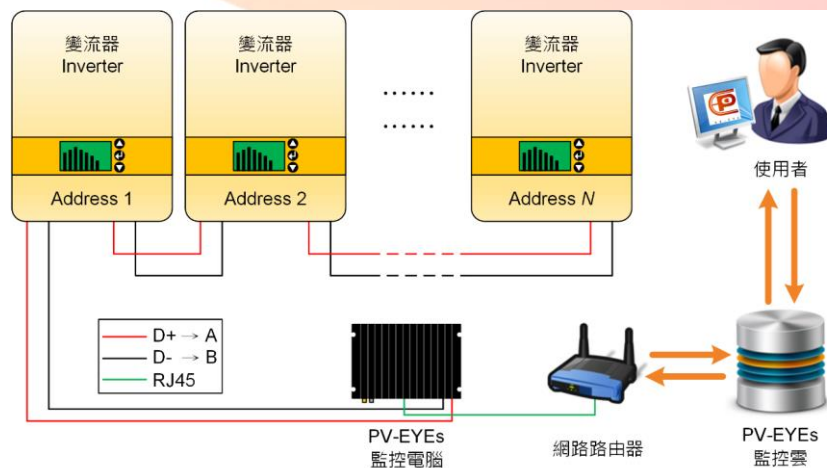 變流器
Inverter
Address 1
變流器
Inverter
Address 2
……
……
變流器
Inverter
Address N
使用者
D+ → A
D- → B
RJ45
PV-EYEs
監控電腦
網路路由器
PV-EYEs
監控雲